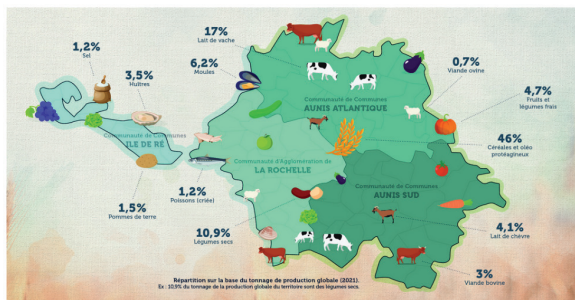 17%
Lait de vache
1,2%
Sel
6,2%
Moules
3,5%
Huîtres
0,7%
Viande ovine
4,7%
Fruits et
légumes frais
Communauté de Communes
AUNIS ATLANTIQUE
Communauté de Communes
ILE DE RÉ
46%
Céréales et oléo
protéagineux
Communauté d'Agglomération de
LA ROCHELLE
1,2%
Poissons (criée)
Communauté de Communes
AUNIS SUD
1,5%
Pommes de terre
10,9%
Légumes secs
4,1%
Lait de chèvre
3%
Viande bovine
Répartition sur la base du tonnage de production globale (2021).
Ex : 10,9% du tonnage de la production globale du territoire sont des légumes secs.